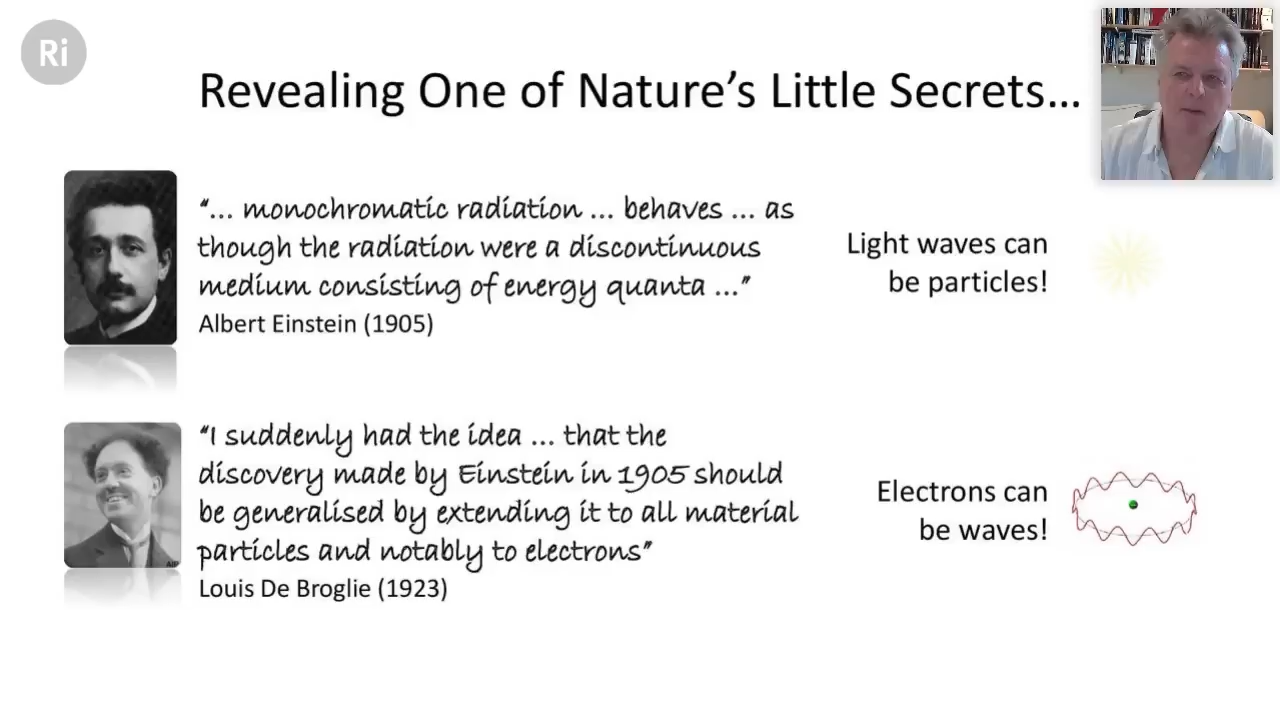 Ri
Revealing One of Nature's Little Secrets...
"... monochromatic radiation ... behaves ... as
though the radiation were a discontinuous
medium consisting of energy quanta ..."
Albert Einstein (1905)
Light waves can
be particles!
"I suddenly had the idea ... that the
discovery made by Einstein in 1905 should
be generalised by extending it to all material
particles and notably to electrons"
Louis De Broglie (1923)
Electrons can
be waves!